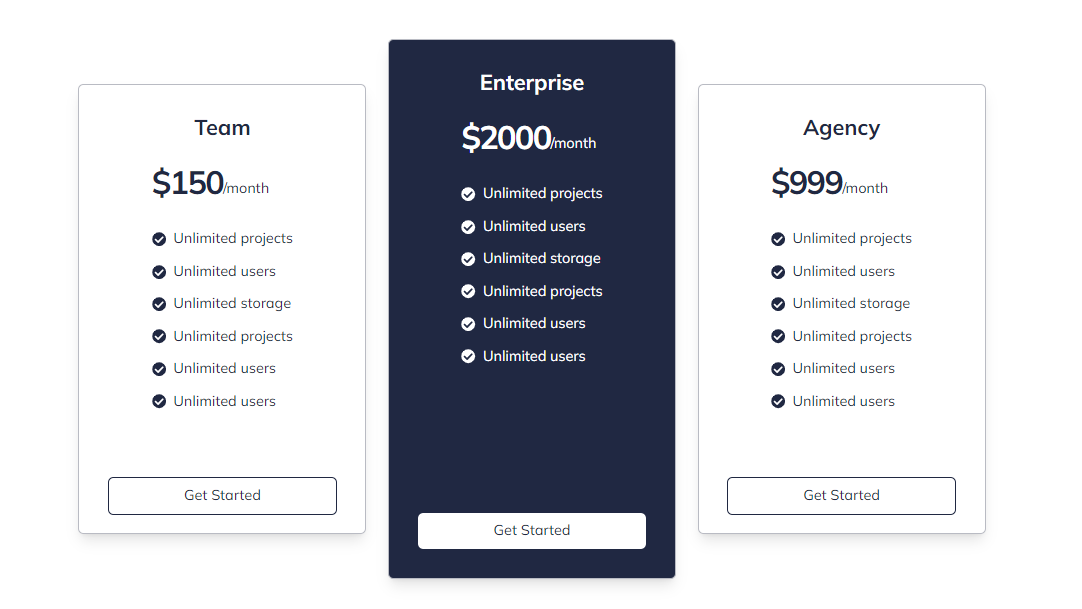 Team
$150/month
Unlimited projects
Unlimited users
Unlimited storage
Unlimited projects
Unlimited users
Unlimited users
Get Started
Enterprise
$2000/month
Unlimited projects
Unlimited users
Unlimited storage
Unlimited projects
Unlimited users
Unlimited users
Get Started
Agency
$999/month
Unlimited projects
Unlimited users
Unlimited storage
Unlimited projects
Unlimited users
Unlimited users
Get Started